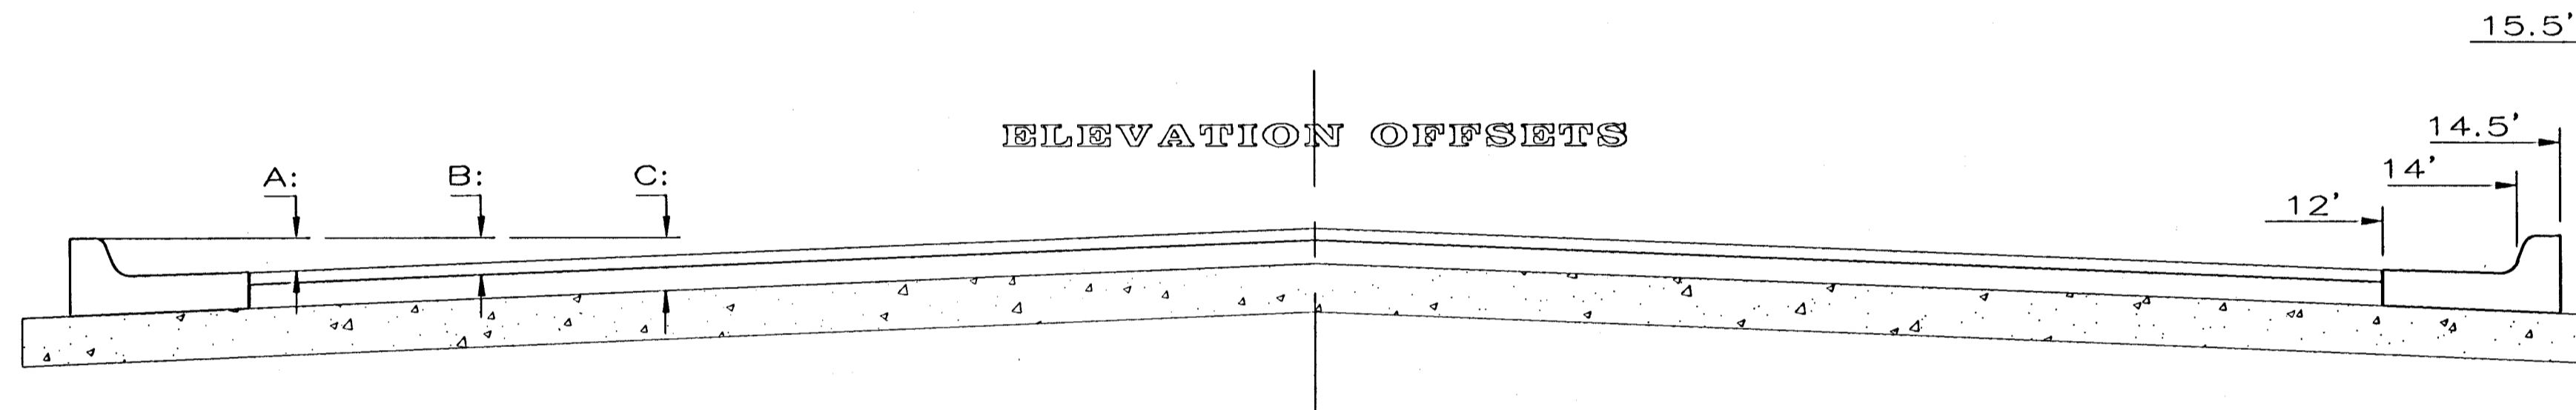 15.5'
ELEVATION OFFSETS
14.5'
A: B: C:
14'
12'